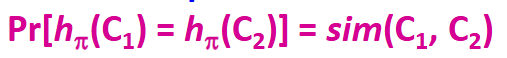 Pr[hπ(C₁) = hπ(C₂)] = sim(C₁, C₂)